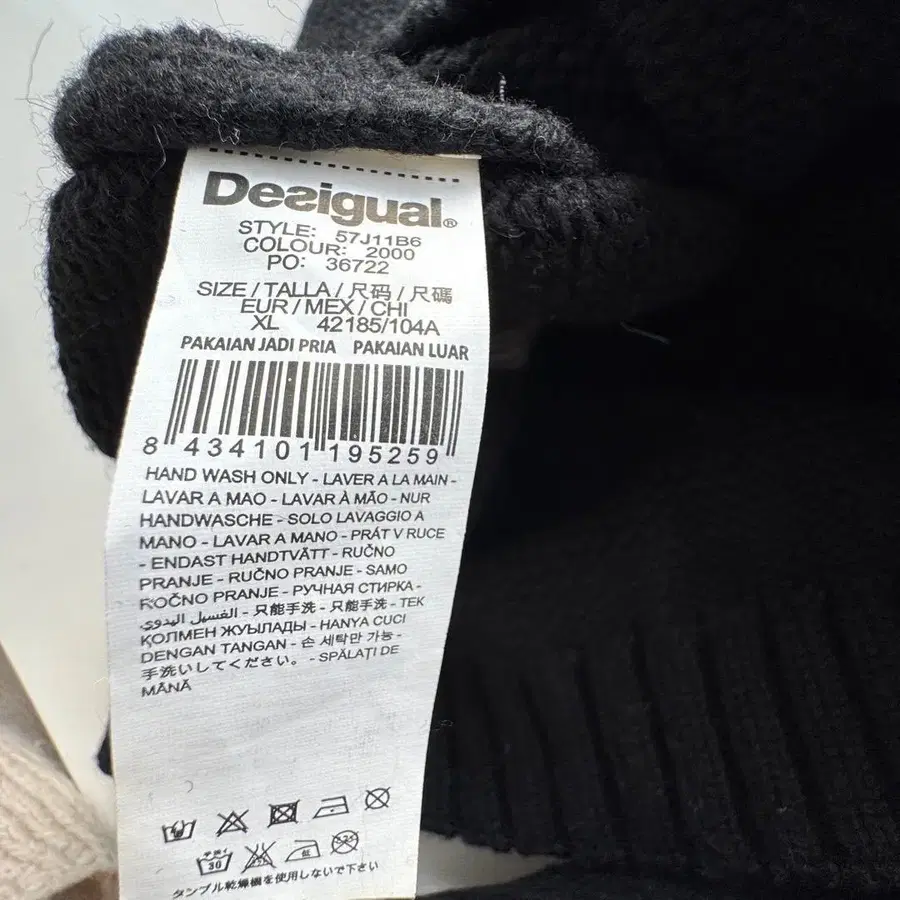 Desigual®
STYLE: 57J11B6
COLOUR: 2000
PO: 36722
SIZE / TALLA / 尺码 / 尺碼
EUR / MEX / CHI
XL 42185/104A
PAKAIAN JADI PRIA PAKAIAN LUAR
8 434101 195259
HAND WASH ONLY - LAVER A LA MAIN -
LAVAR A MAO - LAVAR À MÃO - NUR
HANDWASCHE - SOLO LAVAGGIO A
MANO - LAVAR A MANO - PRÁT V RUCE
- ENDAST HANDTVÄTT - RUČNO
PRANJE - RUČNO PRANJE - SAMO
ROČNO PRANJE - РУЧНАЯ СТИРКА -
الغسيل اليدوي - 只能手洗 - 只能手洗 - ТЕК
ҚОЛМЕН ЖУЫЛАДЫ - HANYA CUCI
DENGAN TANGAN - 손 세탁만 가능 -
手洗いしてください。 - SPĂLAȚI DE
MÂNĂ
手洗イ
30 低
タンブル乾燥機を使用しないで下さい